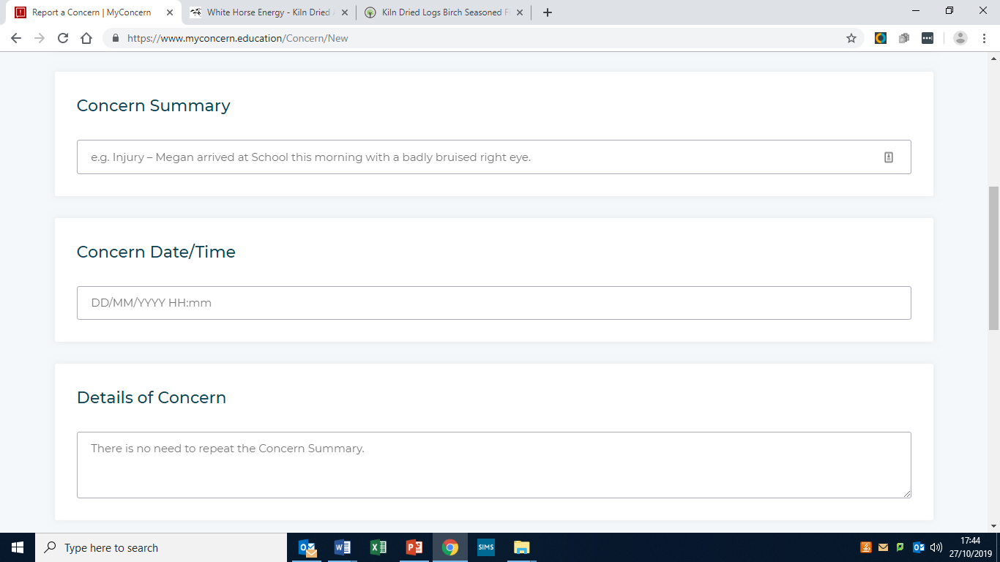 Report a Concern | MyConcern
White Horse Energy - Kiln Dried
Kiln Dried Logs Birch Seasoned F
https://www.myconcern.education/Concern/New
Concern Summary
e.g. Injury – Megan arrived at School this morning with a badly bruised right eye.
Concern Date/Time
DD/MM/YYYY HH:mm
Details of Concern
There is no need to repeat the Concern Summary.
Type here to search
SIMS
17:44
27/10/2019